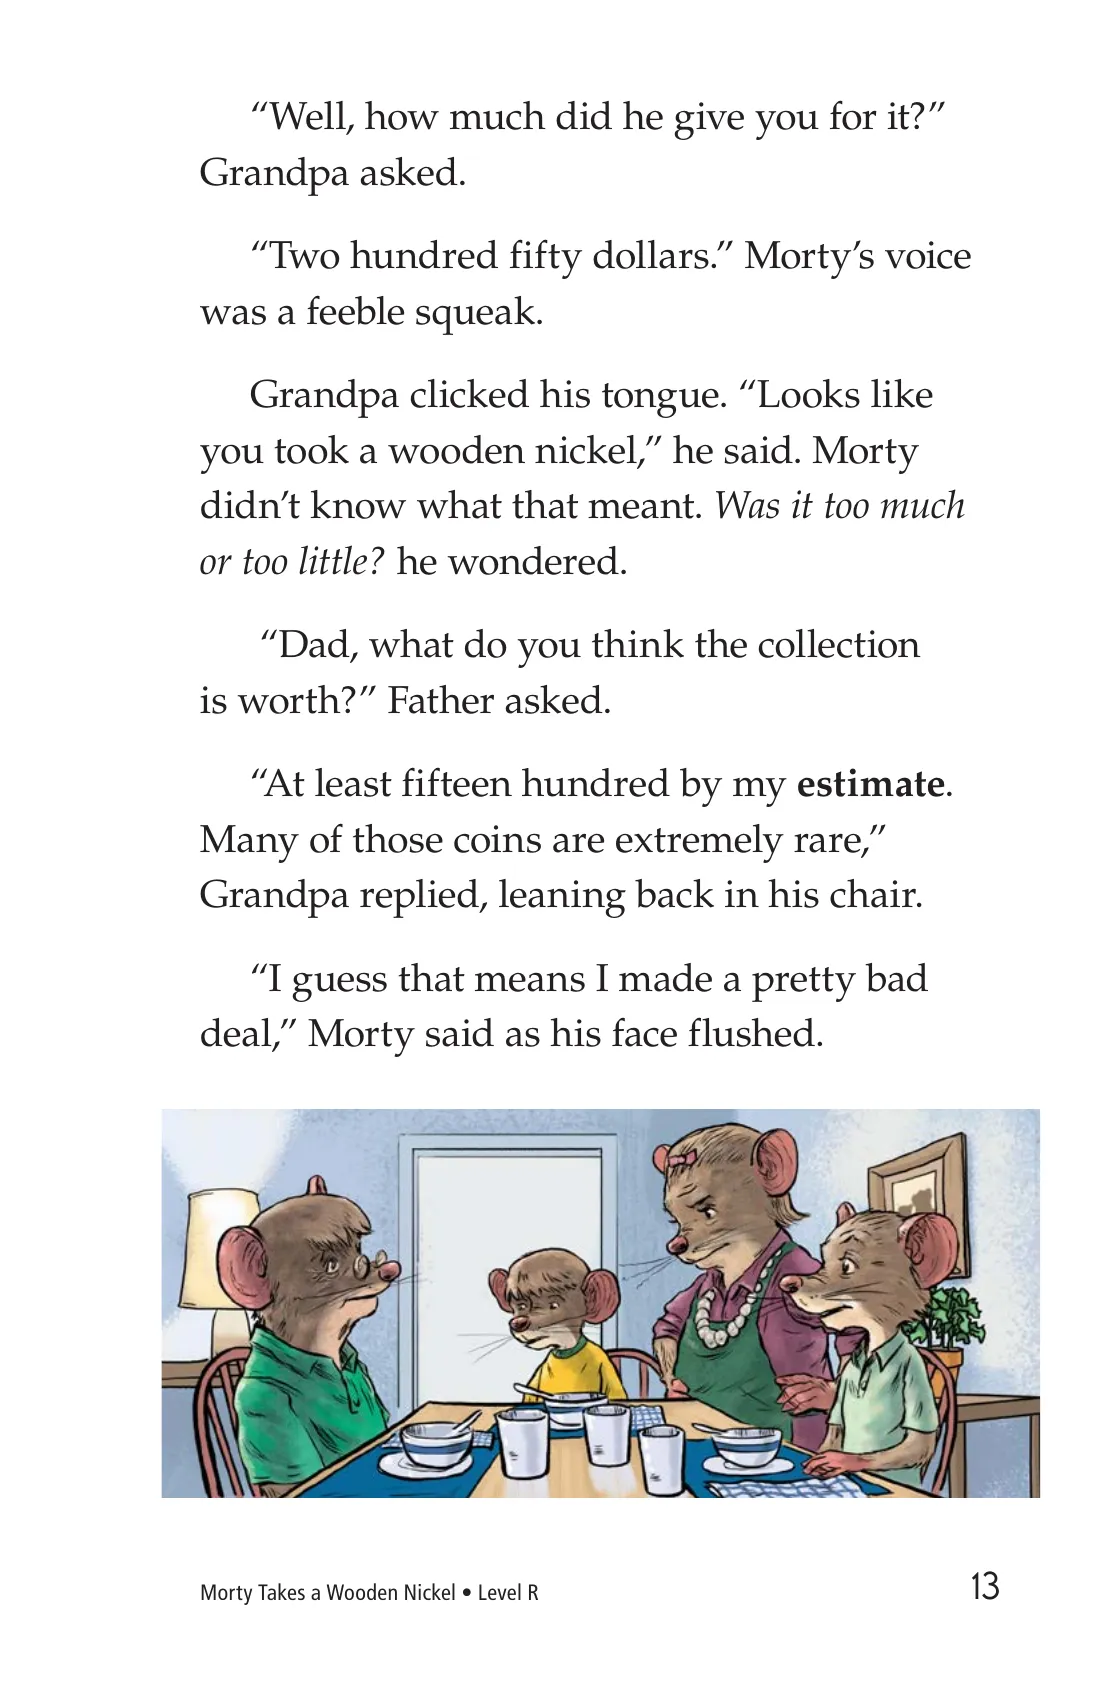 “Well, how much did he give you for it?”
Grandpa asked.
“Two hundred fifty dollars.” Morty’s voice
was a feeble squeak.
Grandpa clicked his tongue. “Looks like
you took a wooden nickel,” he said. Morty
didn’t know what that meant. Was it too much
or too little? he wondered.
“Dad, what do you think the collection
is worth?” Father asked.
“At least fifteen hundred by my estimate.
Many of those coins are extremely rare,”
Grandpa replied, leaning back in his chair.
“I guess that means I made a pretty bad
deal,” Morty said as his face flushed.
Morty Takes a Wooden Nickel • Level R
13